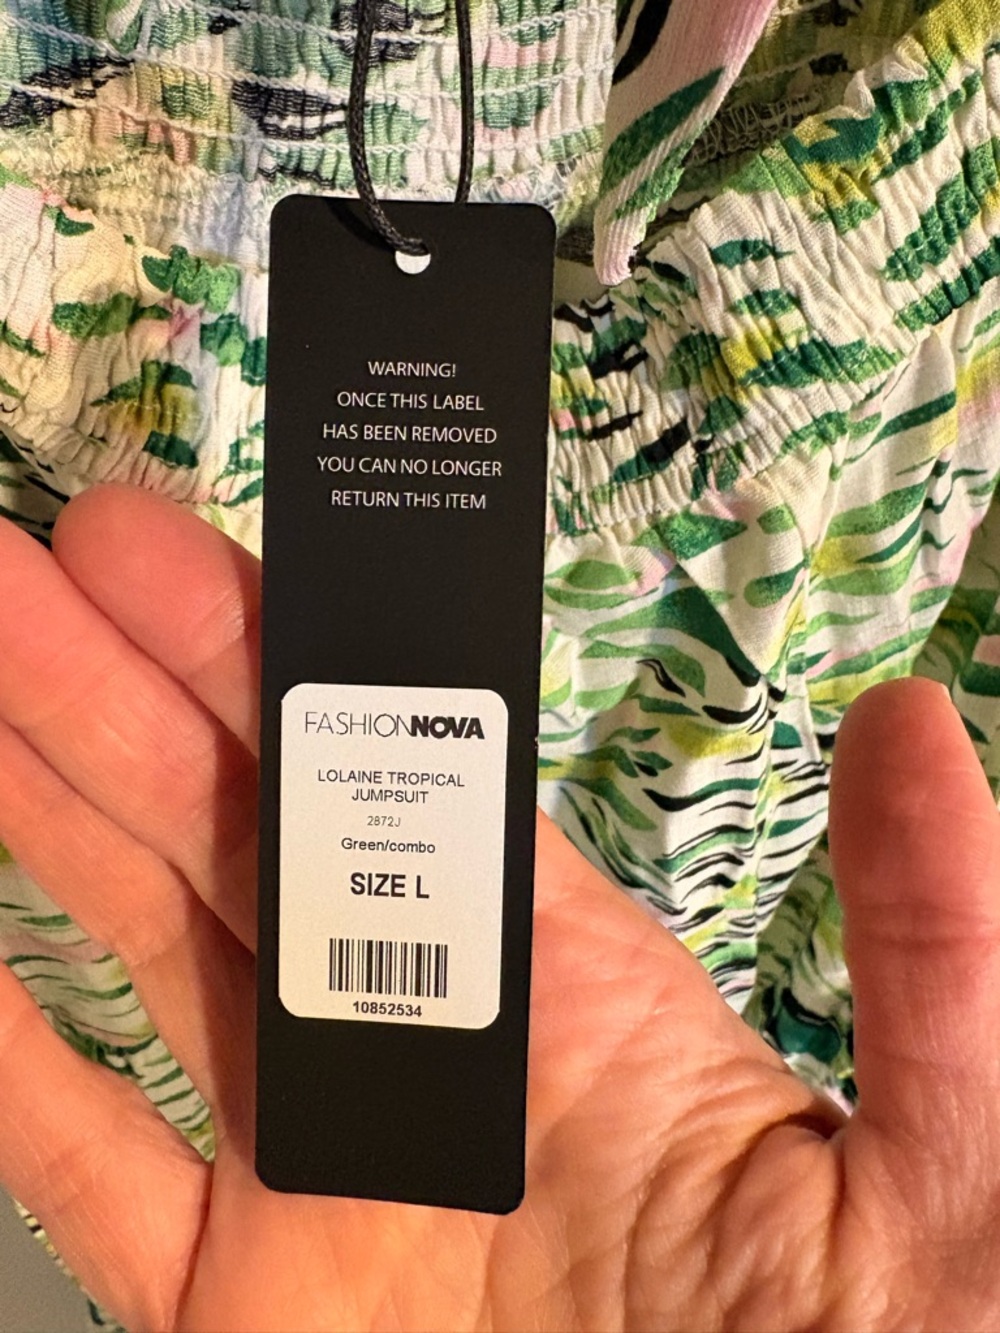 WARNING!
ONCE THIS LABEL
HAS BEEN REMOVED
YOU CAN NO LONGER
RETURN THIS ITEM
FASHIONNOVA
LOLAINE TROPICAL
JUMPSUIT
2872J
Green/combo
SIZE L
10852534